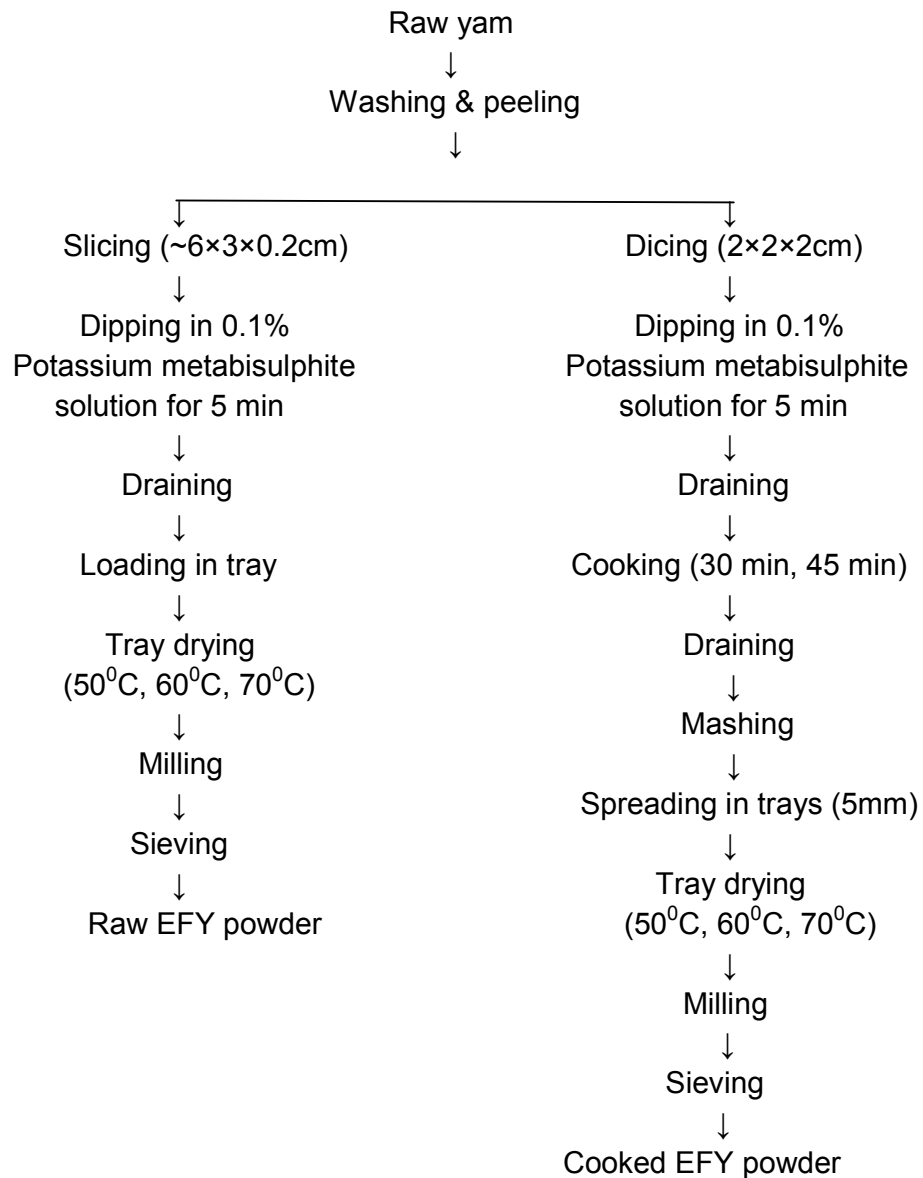 Raw yam
↓
Washing & peeling
↓
↓
Slicing (~6×3×0.2cm)
↓
Dipping in 0.1%
Potassium metabisulphite
solution for 5 min
↓
Draining
↓
Loading in tray
↓
Tray drying
(50⁰C, 60⁰C, 70⁰C)
↓
Milling
↓
Sieving
↓
Raw EFY powder
↓
Dicing (2×2×2cm)
↓
Dipping in 0.1%
Potassium metabisulphite
solution for 5 min
↓
Draining
↓
Cooking (30 min, 45 min)
↓
Draining
↓
Mashing
↓
Spreading in trays (5mm)
↓
Tray drying
(50⁰C, 60⁰C, 70⁰C)
↓
Milling
↓
Sieving
↓
Cooked EFY powder